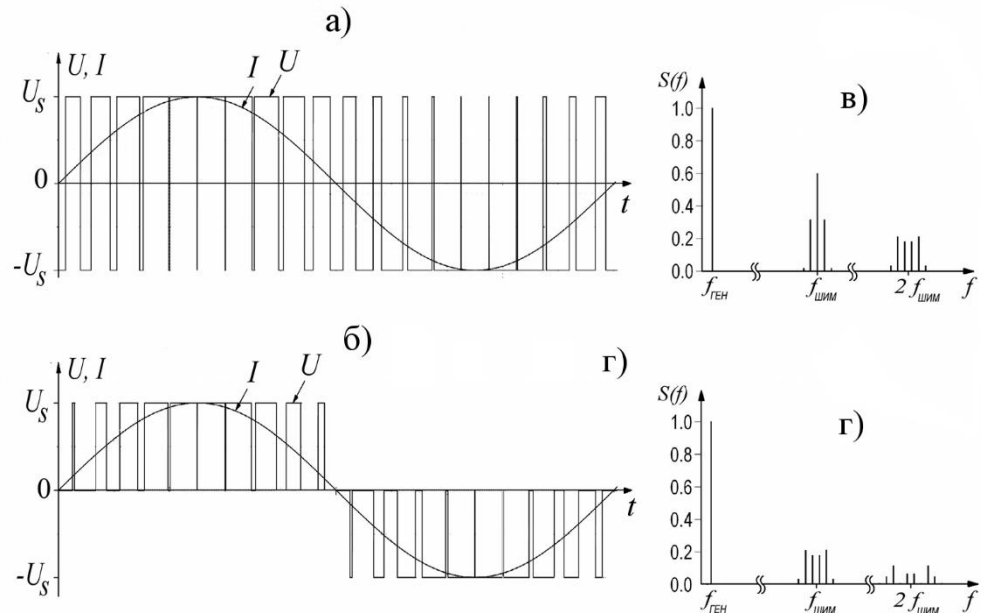 а)
U, I
I
U
U_s
0
-U_s
t
в)
S(f)
1.0
0.8
0.6
0.4
0.2
0.0
f_ГЕН
f_ШИМ
2 f_ШИМ
f
б)
U, I
I
U
U_s
0
-U_s
t
г)
г)
S(f)
1.0
0.8
0.6
0.4
0.2
0.0
f_ГЕН
f_ШИМ
2 f_ШИМ
f